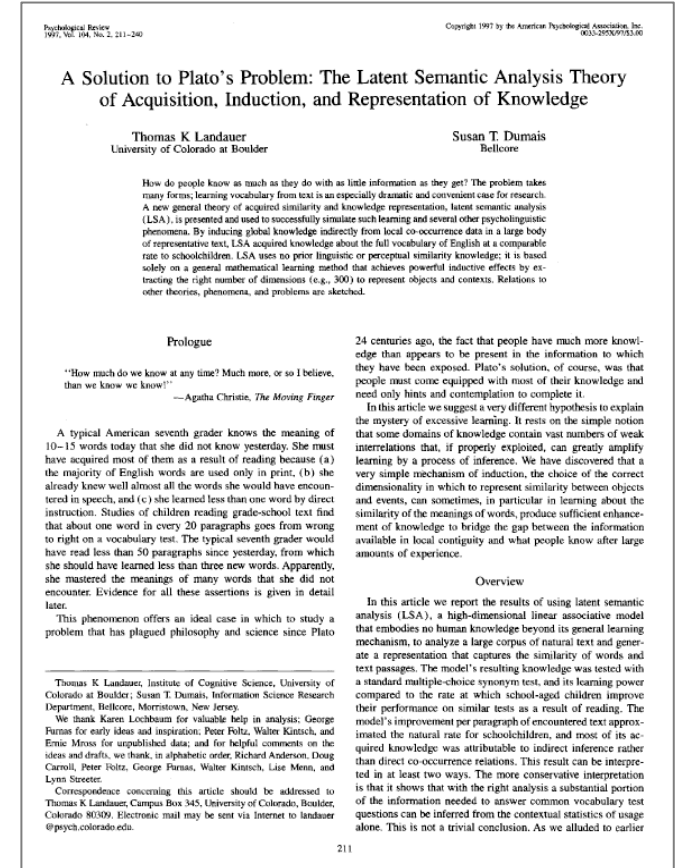 Psychological Review
1997, Vol. 104, No. 2, 211-240
Copyright 1997 by the American Psychological Association, Inc.
0033-295X/97/$3.00
A Solution to Plato's Problem: The Latent Semantic Analysis Theory
of Acquisition, Induction, and Representation of Knowledge
Thomas K Landauer
University of Colorado at Boulder
Susan T. Dumais
Bellcore
How do people know as much as they do with as little information as they get? The problem takes
many forms; learning vocabulary from text is an especially dramatic and convenient case for research.
A new general theory of acquired similarity and knowledge representation, latent semantic analysis
(LSA), is presented and used to successfully simulate such learning and several other psycholinguistic
phenomena. By inducing global knowledge indirectly from local co-occurrence data in a large body
of representative text, LSA acquired knowledge about the full vocabulary of English at a comparable
rate to schoolchildren. LSA uses no prior linguistic or perceptual similarity knowledge; it is based
solely on a general mathematical learning method that achieves powerful inductive effects by ex-
tracting the right number of dimensions (e.g., 300) to represent objects and contexts. Relations to
other theories, phenomena, and problems are sketched.
Prologue
"How much do we know at any time? Much more, or so I believe,
than we know we know!"
—Agatha Christie, The Moving Finger
A typical American seventh grader knows the meaning of
10–15 words today that she did not know yesterday. She must
have acquired most of them as a result of reading because (a)
the majority of English words are used only in print, (b) she
already knew well almost all the words she would have encoun-
tered in speech, and (c) she learned less than one word by direct
instruction. Studies of children reading grade-school text find
that about one word in every 20 paragraphs goes from wrong
to right on a vocabulary test. The typical seventh grader would
have read less than 50 paragraphs since yesterday, from which
she should have learned less than three new words. Apparently,
she mastered the meanings of many words that she did not
encounter. Evidence for all these assertions is given in detail
later.
This phenomenon offers an ideal case in which to study a
problem that has plagued philosophy and science since Plato
Thomas K Landauer, Institute of Cognitive Science, University of
Colorado at Boulder; Susan T. Dumais, Information Science Research
Department, Bellcore, Morristown, New Jersey.
We thank Karen Lochbaum for valuable help in analysis; George
Furnas for early ideas and inspiration; Peter Foltz, Walter Kintsch, and
Ernie Mross for unpublished data; and for helpful comments on the
ideas and drafts, we thank, in alphabetic order, Richard Anderson, Doug
Carroll, Peter Foltz, George Furnas, Walter Kintsch, Lise Menn, and
Lynn Streeter.
Correspondence concerning this article should be addressed to
Thomas K Landauer, Campus Box 345, University of Colorado, Boulder,
Colorado 80309. Electronic mail may be sent via Internet to landauer
@psych.colorado.edu.
24 centuries ago, the fact that people have much more knowl-
edge than appears to be present in the information to which
they have been exposed. Plato's solution, of course, was that
people must come equipped with most of their knowledge and
need only hints and contemplation to complete it.
In this article we suggest a very different hypothesis to explain
the mystery of excessive learning. It rests on the simple notion
that some domains of knowledge contain vast numbers of weak
interrelations that, if properly exploited, can greatly amplify
learning by a process of inference. We have discovered that a
very simple mechanism of induction, the choice of the correct
dimensionality in which to represent similarity between objects
and events, can sometimes, in particular in learning about the
similarity of the meanings of words, produce sufficient enhance-
ment of knowledge to bridge the gap between the information
available in local contiguity and what people know after large
amounts of experience.
Overview
In this article we report the results of using latent semantic
analysis (LSA), a high-dimensional linear associative model
that embodies no human knowledge beyond its general learning
mechanism, to analyze a large corpus of natural text and gener-
ate a representation that captures the similarity of words and
text passages. The model's resulting knowledge was tested with
a standard multiple-choice synonym test, and its learning power
compared to the rate at which school-aged children improve
their performance on similar tests as a result of reading. The
model's improvement per paragraph of encountered text approx-
imated the natural rate for schoolchildren, and most of its ac-
quired knowledge was attributable to indirect inference rather
than direct co-occurrence relations. This result can be interpre-
ted in at least two ways. The more conservative interpretation
is that it shows that with the right analysis a substantial portion
of the information needed to answer common vocabulary test
questions can be inferred from the contextual statistics of usage
alone. This is not a trivial conclusion. As we alluded to earlier
211